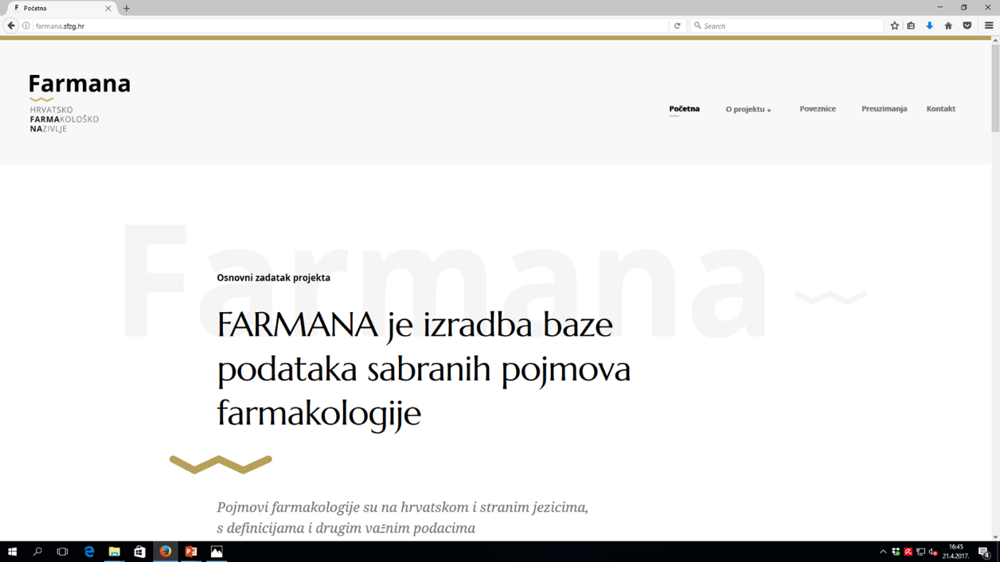 F Početna
farmana.sfzg.hr
Search
Farmana
HRVATSKO
FARMAKOLOŠKO
NAZIVLJE
Početna
O projektu
Poveznice
Preuzimanja
Kontakt
Farmana
Osnovni zadatak projekta
FARMANA je izradba baze
podataka sabranih pojmova
farmakologije
Pojmovi farmakologije su na hrvatskom i stranim jezicima,
s definicijama i drugim važnim podacima
16:45
21.4.2017.
4